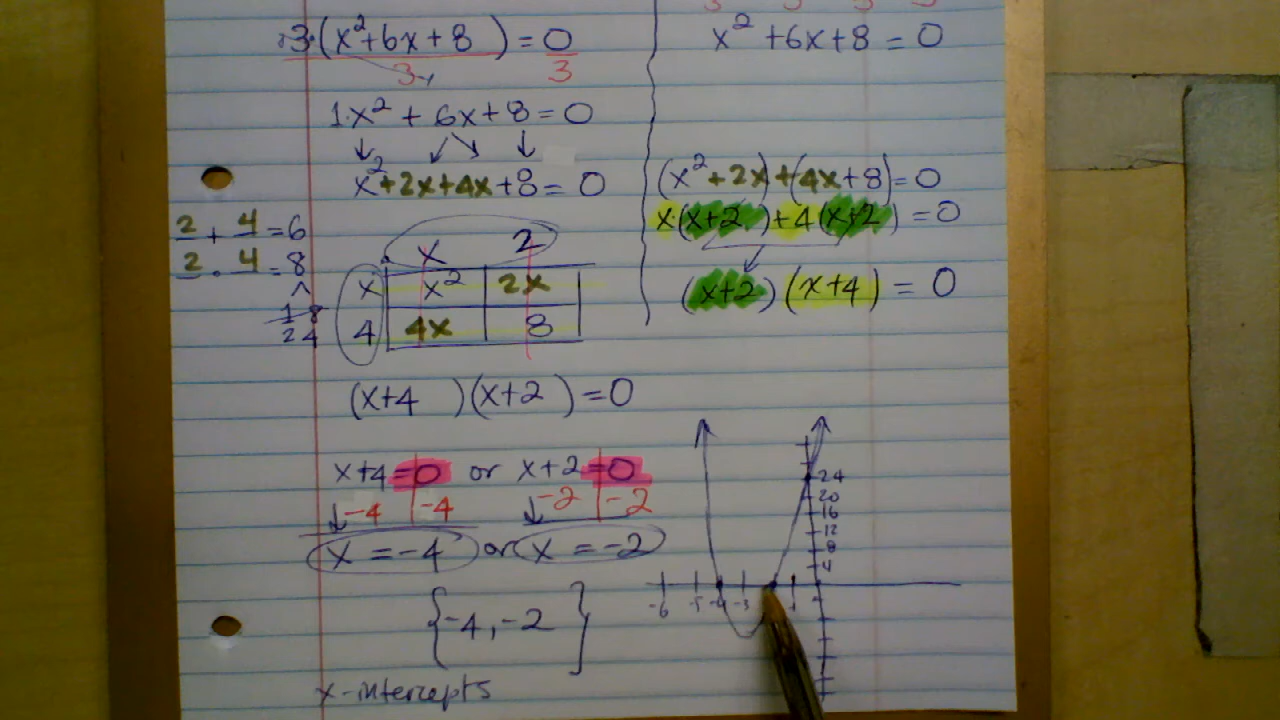 3·(x²+6x+8) = 0
3 3
1·x² + 6x + 8 = 0
x² +2x+4x +8 = 0
2 + 4 = 6
2 · 4 = 8
1 8
2 4
x 2
x x² 2x
4 4x 8
(x+4 )(x+2 ) = 0
x+4 = 0 or x+2 = 0
-4 -4 -2 -2
x = -4 or x = -2
{-4, -2}
x-intercepts
x² +6x+8 = 0
(x² +2x)+(4x+8) = 0
x·(x+2)+4(x+2) = 0
(x+2)(x+4) = 0
24
20
16
12
8
4
-6 -5 -4 -3